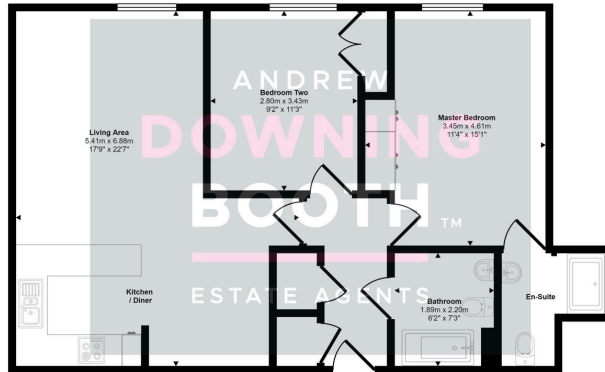 ANDREW
DOWNING
BOOTH
TM
ESTATE AGENTS
Living Area
5.41m x 6.88m
17'9" x 22'7"
Bedroom Two
2.80m x 3.43m
9'2" x 11'3"
Master Bedroom
3.45m x 4.61m
11'4" x 15'1"
Kitchen
/ Diner
Bathroom
1.89m x 2.20m
6'2" x 7'3"
En-Suite